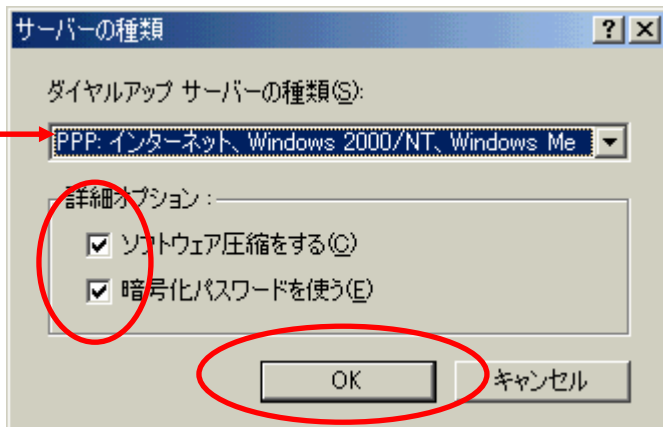 サーバーの種類
ダイヤルアップ サーバーの種類(S):
PPP: インターネット、Windows 2000/NT、Windows Me
詳細オプション:
ソフトウェア圧縮をする(C)
暗号化パスワードを使う(E)
OK キャンセル